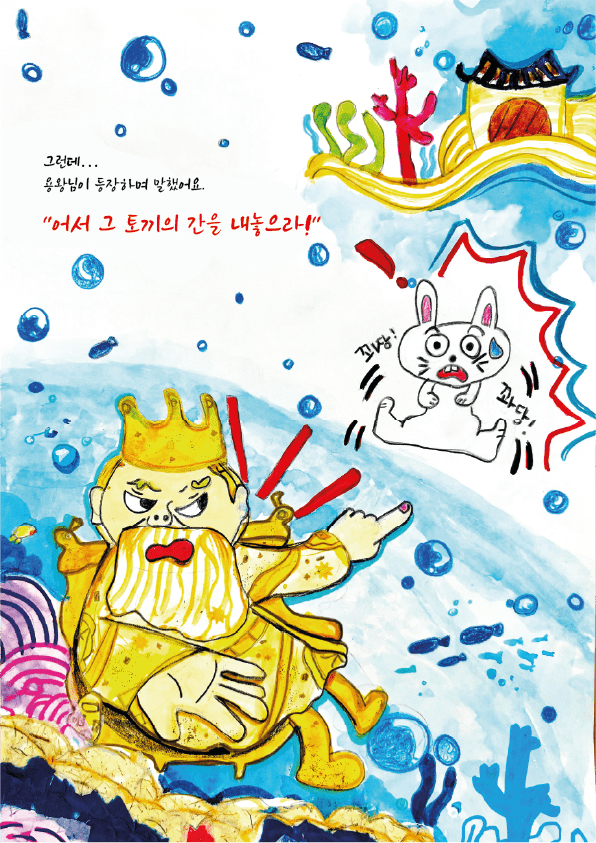 그런데...
용왕님이 등장하며 말했어요.
"어서 그 토끼의 간을 내놓으라!"
꽈당!
꽈당!